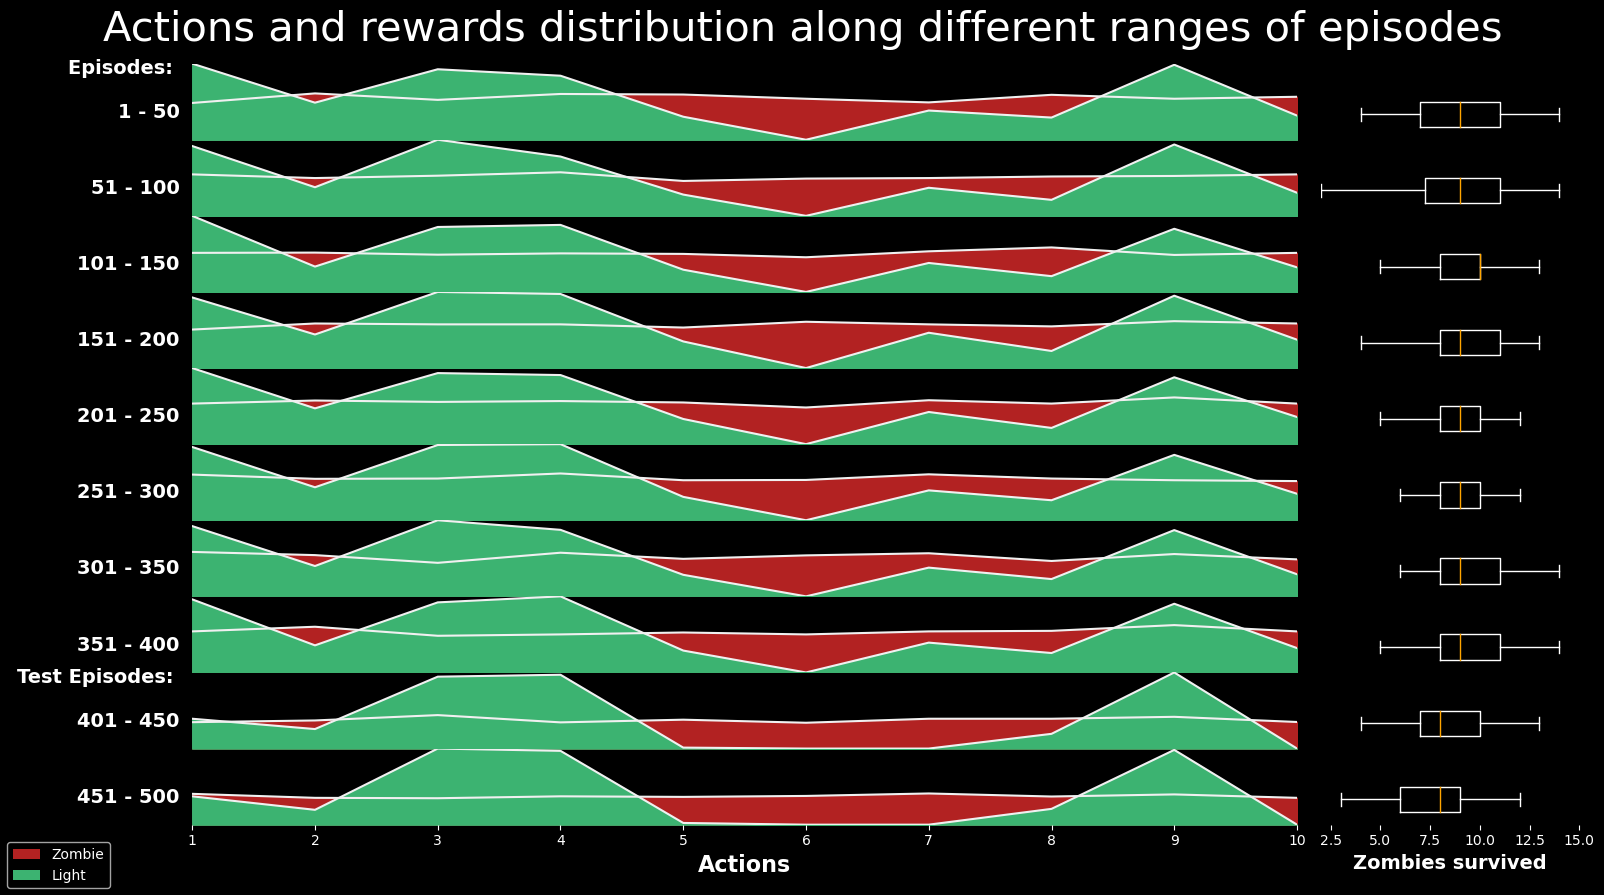 Actions and rewards distribution along different ranges of episodes
Episodes:
1 - 50
51 - 100
101 - 150
151 - 200
201 - 250
251 - 300
301 - 350
351 - 400
Test Episodes:
401 - 450
451 - 500
1 2 3 4 5 6 7 8 9 10
2.5 5.0 7.5 10.0 12.5 15.0
Actions
Zombies survived
Zombie
Light